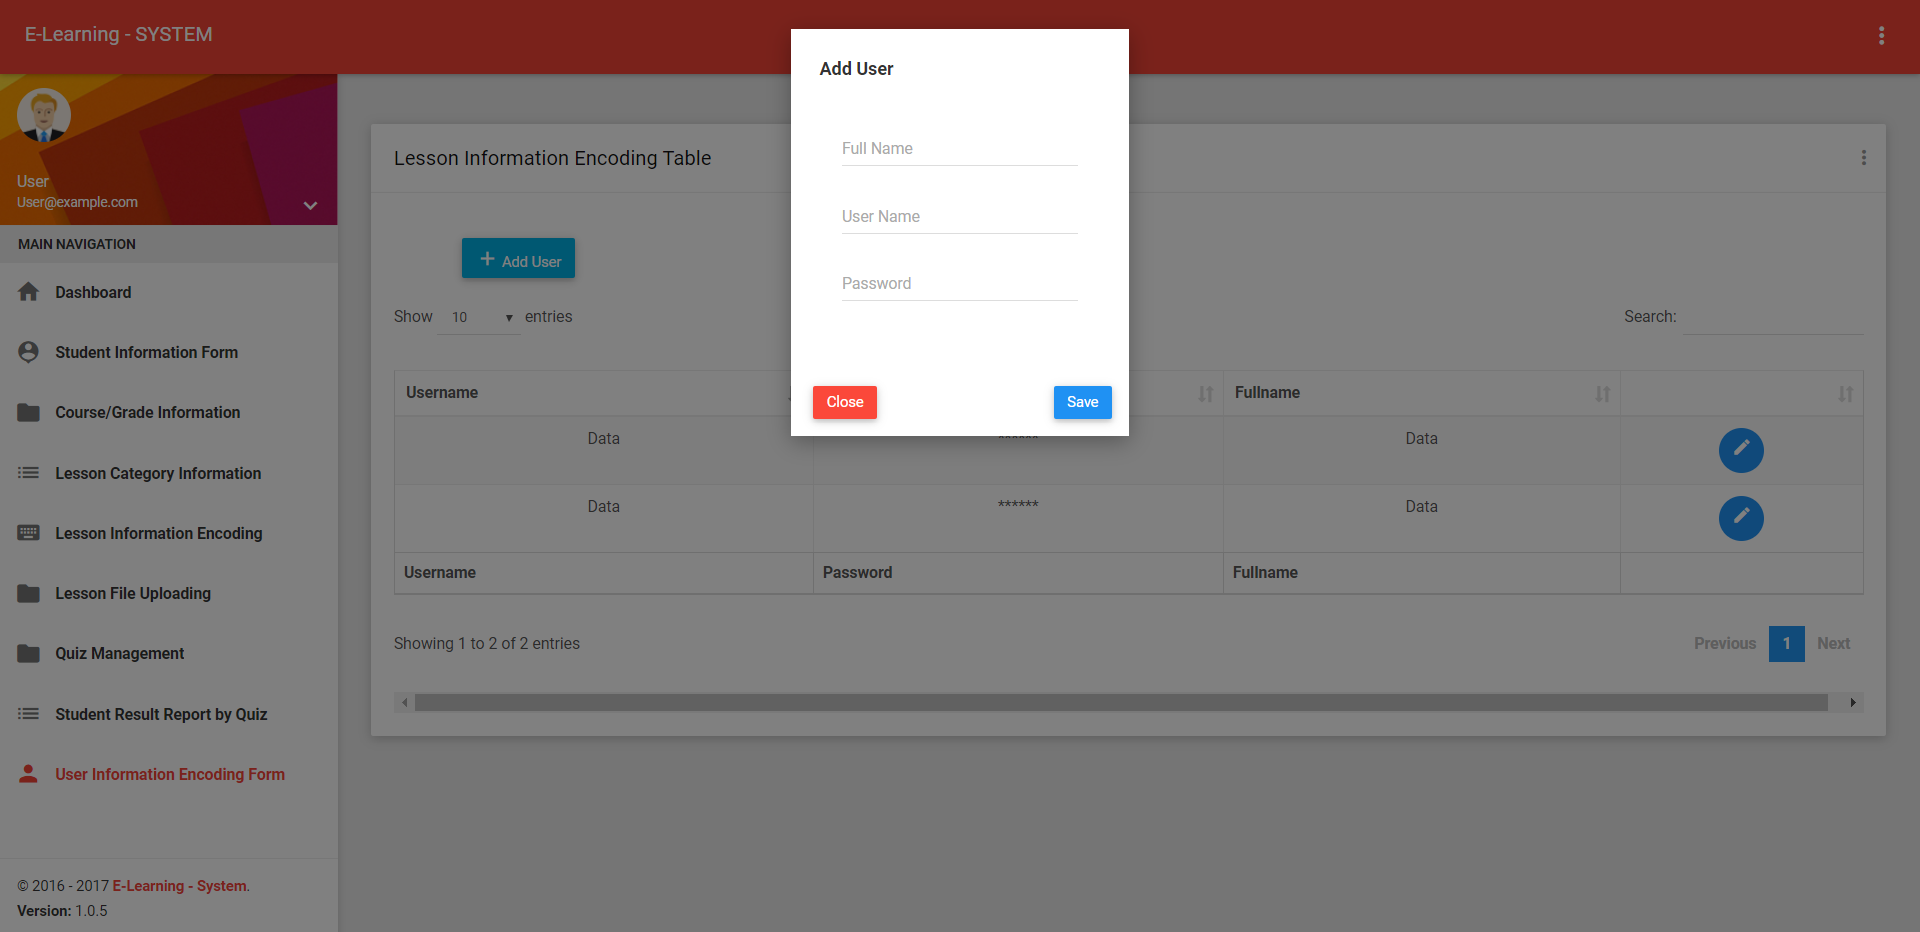 E-Learning - SYSTEM
User
User@example.com
MAIN NAVIGATION
Dashboard
Student Information Form
Course/Grade Information
Lesson Category Information
Lesson Information Encoding
Lesson File Uploading
Quiz Management
Student Result Report by Quiz
User Information Encoding Form
© 2016 - 2017 E-Learning - System.
Version: 1.0.5
Lesson Information Encoding Table
Add User
Show 10 entries
Search:
Username Fullname
Data ****** Data
Data ****** Data
Username Password Fullname
Showing 1 to 2 of 2 entries
Previous 1 Next
Add User
Full Name
User Name
Password
Close Save